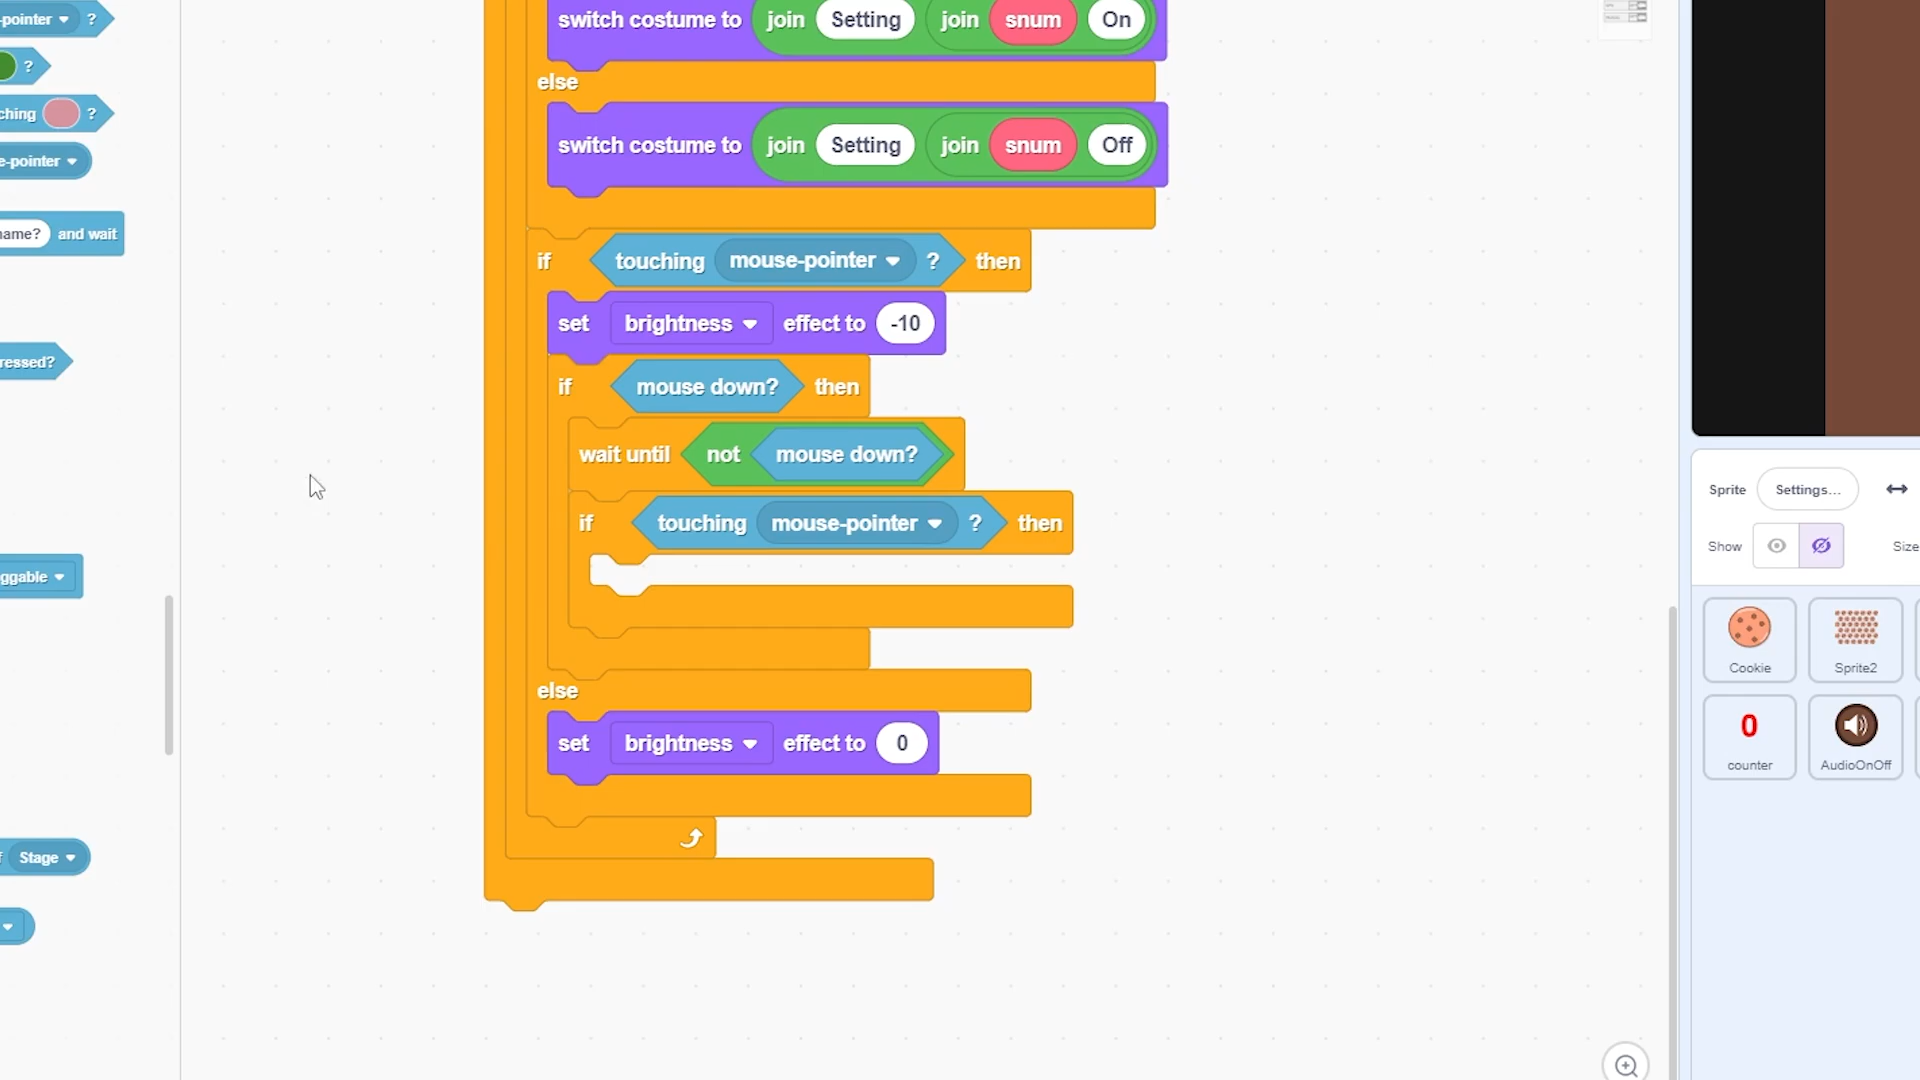 -pointer ?
switch costume to join Setting join snum On
?
else
ching ?
switch costume to join Setting join snum Off
e-pointer
name? and wait
if touching mouse-pointer ? then
set brightness effect to -10
ressed?
if mouse down? then
wait until not mouse down?
Sprite Settings...
if touching mouse-pointer ? then
Show Size
ggable
Cookie Sprite2
else
set brightness effect to 0
0
counter AudioOnOff
f Stage